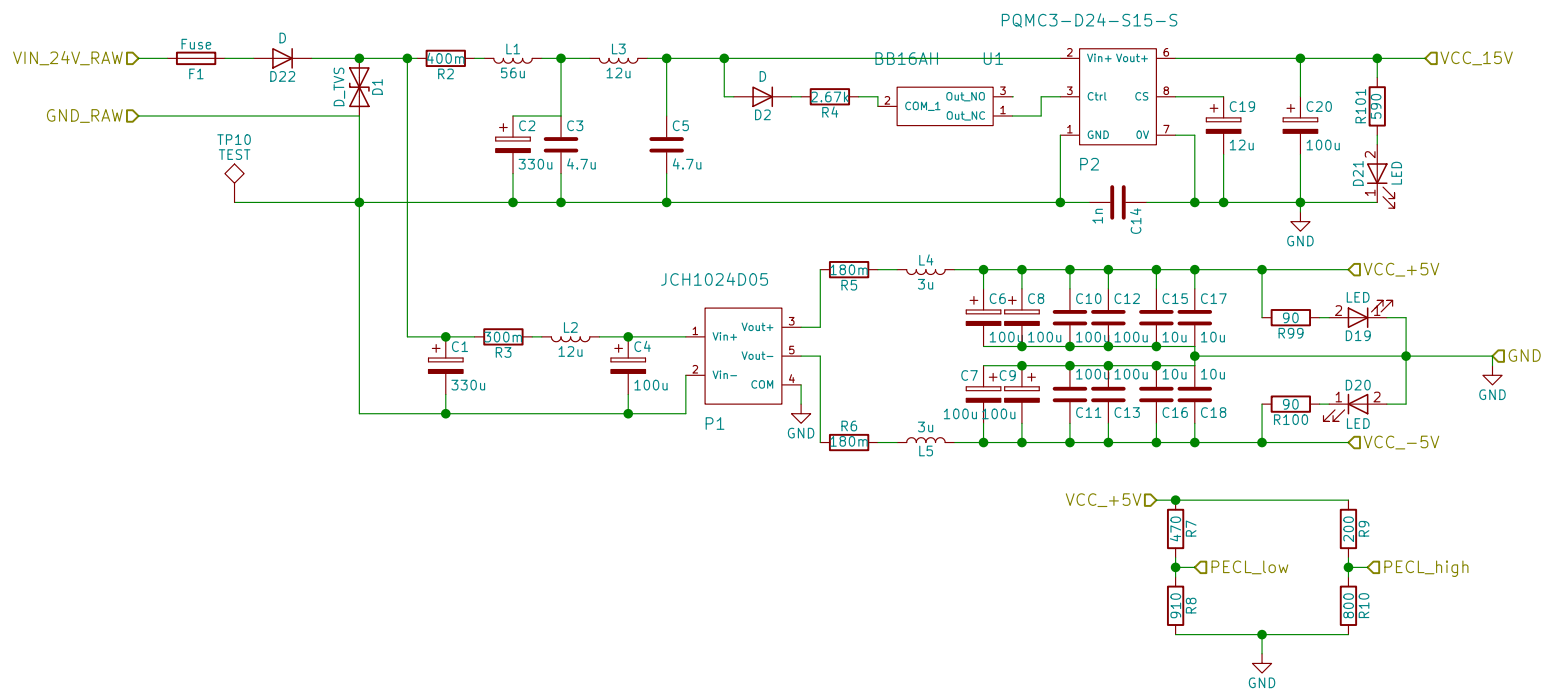 PQMC3-D24-S15-S
VIN_24V_RAW
Fuse
F1
D
D22
D_TVS
D1
400m
R2
L1
56u
L3
12u
BB16AH
U1
2
Vin+
Vout+
6
VCC_15V
GND_RAW
D
D2
2.67k
R4
2
COM_1
Out_NO
3
Out_NC
1
3
Ctrl
CS
8
1
GND
0V
7
P2
+
C19
12u
+
C20
100u
R101
590
TP10
TEST
+
C2
330u
C3
4.7u
C5
4.7u
D21
2
1
LED
1n
C14
GND
JCH1024D05
180m
R5
L4
3u
VCC_+5V
+
C6
100u
+
C8
100u
C10
100u
C12
100u
C15
10u
C17
10u
90
R99
LED
2
1
D19
+
C1
330u
300m
R3
L2
12u
+
C4
100u
1
Vin+
2
Vin-
Vout+
3
Vout-
5
COM
4
P1
GND
GND
GND
C7
+
100u
C9
+
100u
100u
C11
100u
C13
10u
C16
10u
C18
90
R100
D20
1
2
LED
R6
180m
3u
L5
VCC_-5V
VCC_+5V
470
R7
200
R9
PECL_low
PECL_high
910
R8
800
R10
GND